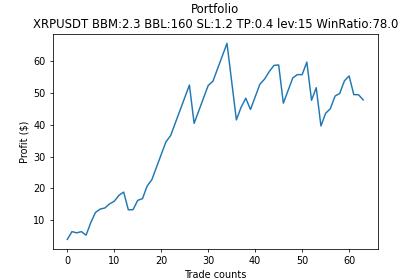 Portfolio
XRPUSDT BBM:2.3 BBL:160 SL:1.2 TP:0.4 lev:15 WinRatio:78.0
60
50
40
30
20
10
Profit ($)
0 10 20 30 40 50 60
Trade counts